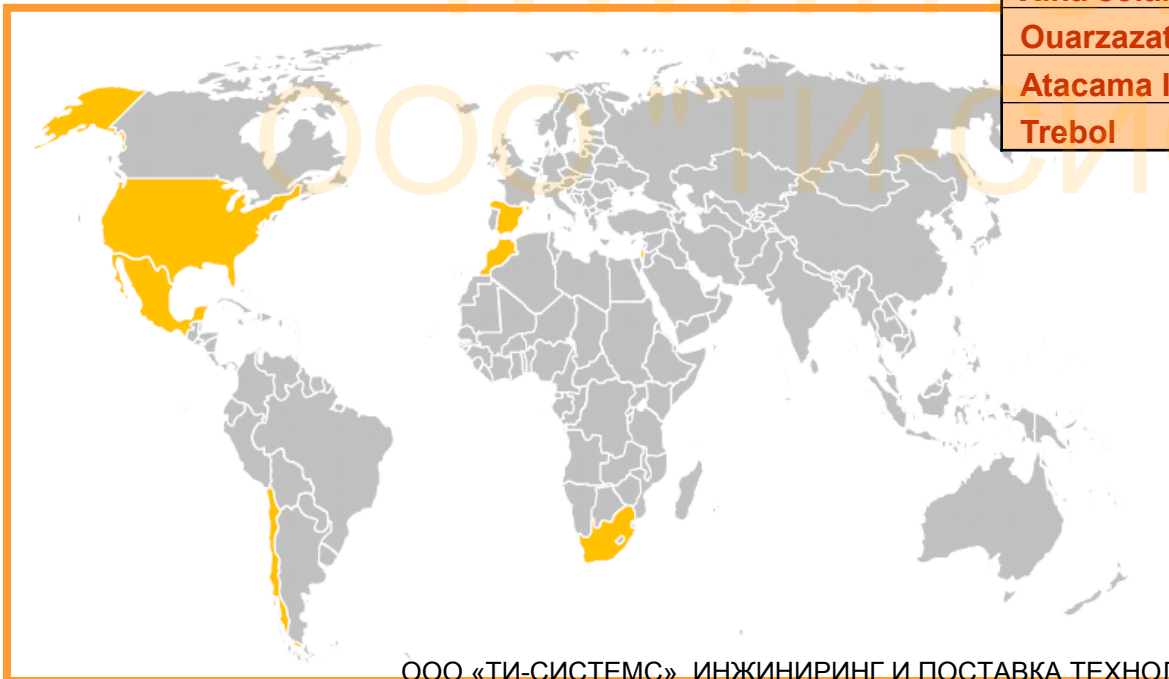 Ouarzazat
Atacama I
Trebol
ООО "ТИ-СИ
ООО «ТИ-СИСТЕМС» ИНЖИНИРИНГ И ПОСТАВКА ТЕХНОЛ